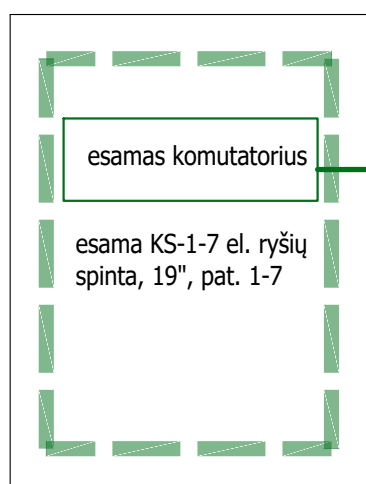 esamas komutatorius
esama KS-1-7 el. ryšių
spinta, 19", pat. 1-7